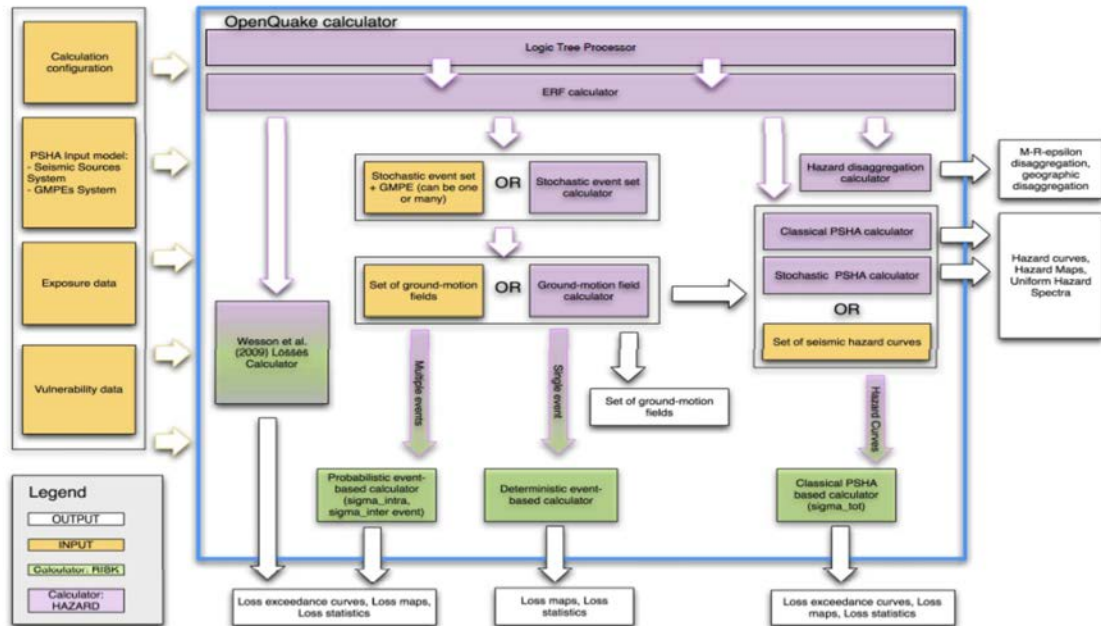 OpenQuake calculator
Calculation
configuration
PSHA Input model:
- Seismic Sources
System
- GMPEs System
Exposure data
Vulnerability data
Logic Tree Processor
ERF calculator
Stochastic event set
+ GMPE (can be one
or many)
OR
Stochastic event set
calculator
Hazard disaggregation
calculator
M-R-epsilon
disaggregation,
geographic
disaggregation
Set of ground-motion
fields
OR
Ground-motion field
calculator
Classical PSHA calculator
Stochastic PSHA calculator
OR
Set of seismic hazard curves
Hazard curves,
Hazard Maps,
Uniform Hazard
Spectra
Wesson et al.
(2009) Losses
Calculator
Multiple events
Single event
Set of ground-motion
fields
Hazard Curves
Probabilistic event-
based calculator
(sigma_intra,
sigma_inter event)
Deterministic event-
based calculator
Classical PSHA
based calculator
(sigma_tot)
Loss exceedance curves, Loss maps,
Loss statistics
Loss maps, Loss
statistics
Loss exceedance curves, Loss
maps, Loss statistics
Legend
OUTPUT
INPUT
Calculator: RISK
Calculator:
HAZARD